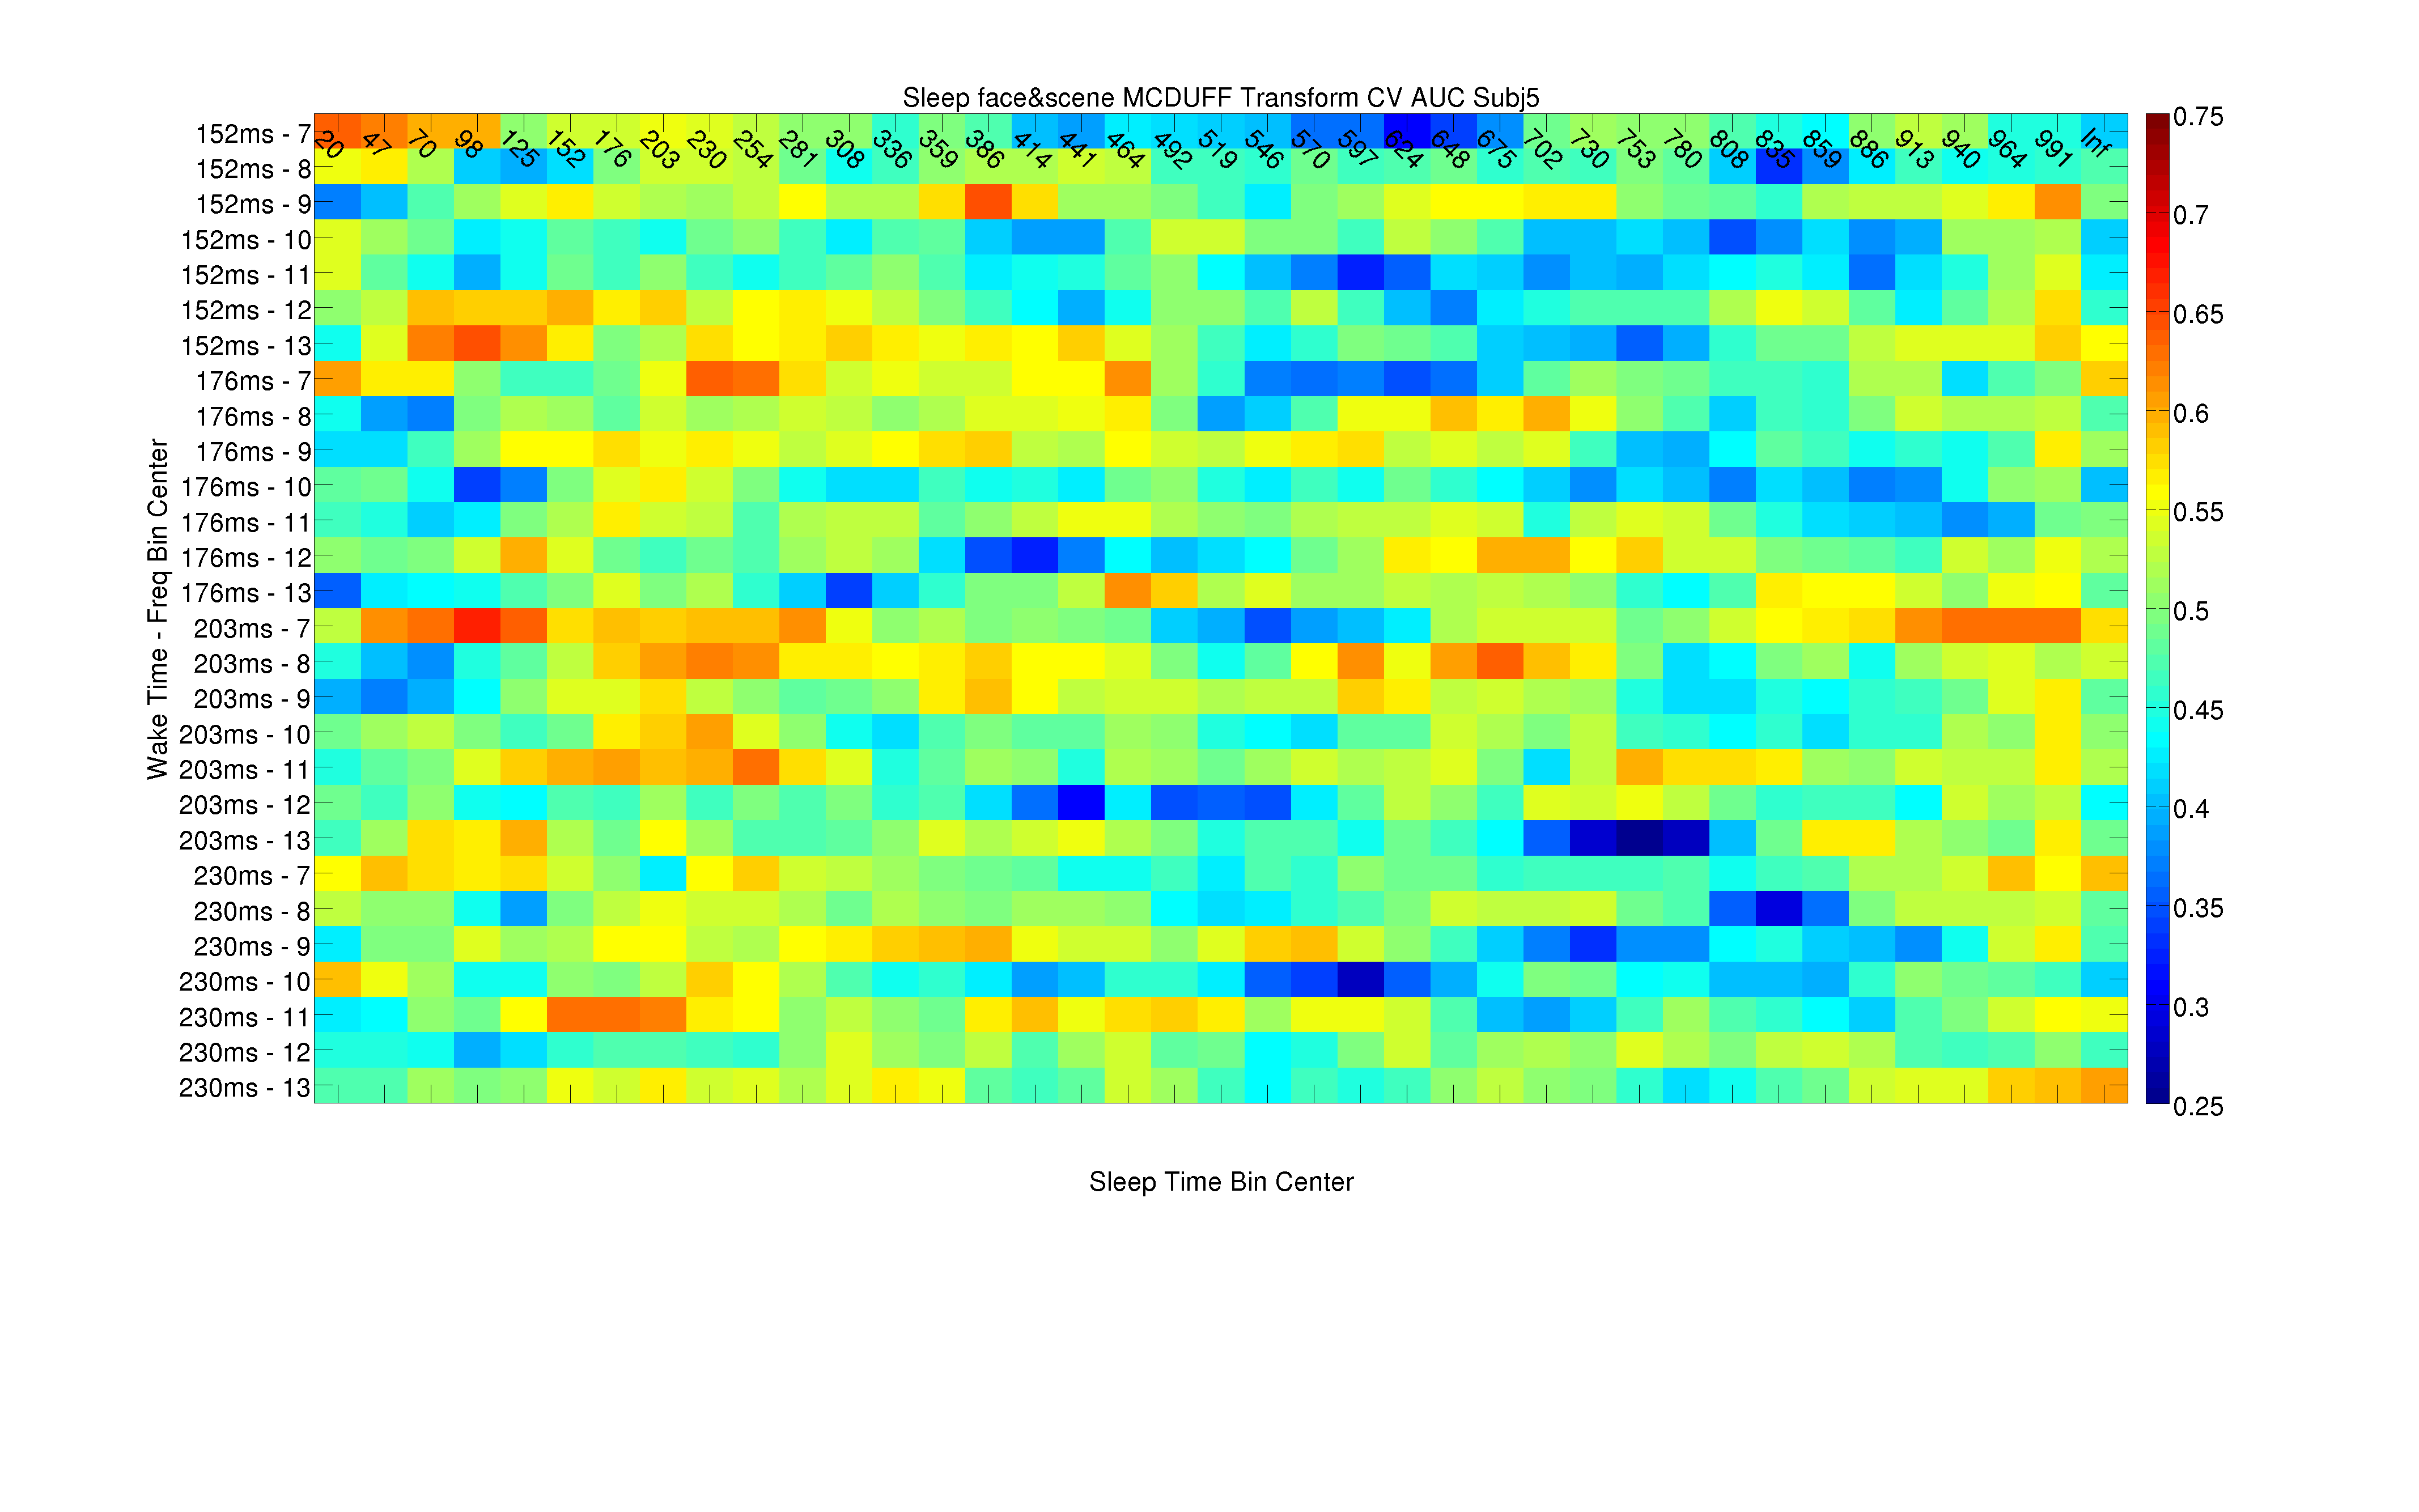 Sleep face&scene MCDUFF Transform CV AUC Subj5
20 47 70 98 125 152 176 203 230 254 281 308 336 359 386 414 441 464 492 519 546 570 597 624 648 675 702 730 753 780 808 835 859 886 913 940 964 991 Inf
Wake Time - Freq Bin Center
152ms - 7
152ms - 8
152ms - 9
152ms - 10
152ms - 11
152ms - 12
152ms - 13
176ms - 7
176ms - 8
176ms - 9
176ms - 10
176ms - 11
176ms - 12
176ms - 13
203ms - 7
203ms - 8
203ms - 9
203ms - 10
203ms - 11
203ms - 12
203ms - 13
230ms - 7
230ms - 8
230ms - 9
230ms - 10
230ms - 11
230ms - 12
230ms - 13
0.75
0.7
0.65
0.6
0.55
0.5
0.45
0.4
0.35
0.3
0.25
Sleep Time Bin Center